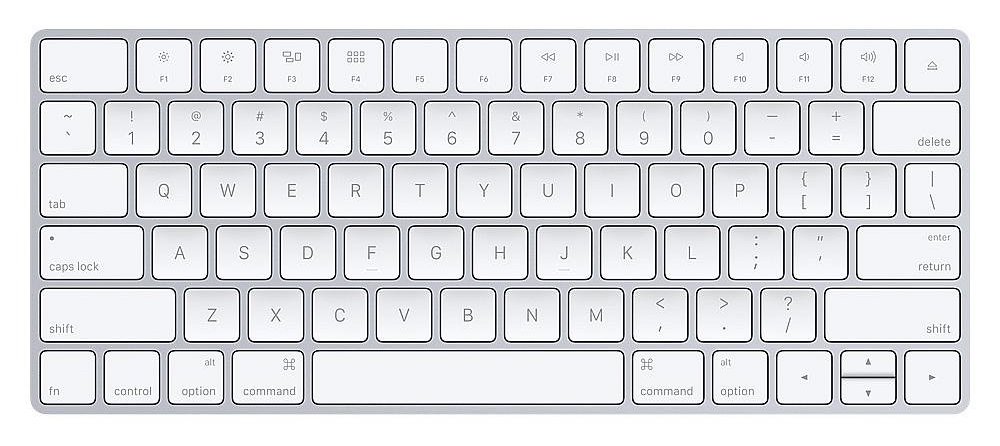 esc F1 F2 F3 F4 F5 F6 F7 F8 F9 F10 F11 F12
~ ! @ # $ % ^ & * ( ) — +
` 1 2 3 4 5 6 7 8 9 0 - = delete
tab Q W E R T Y U I O P { [ } ] | \
caps lock A S D F G H J K L : ; " ' enter return
shift Z X C V B N M < , > . ? / shift
fn control alt option ⌘ command ⌘ command alt option ◄ ▲ ▼ ►